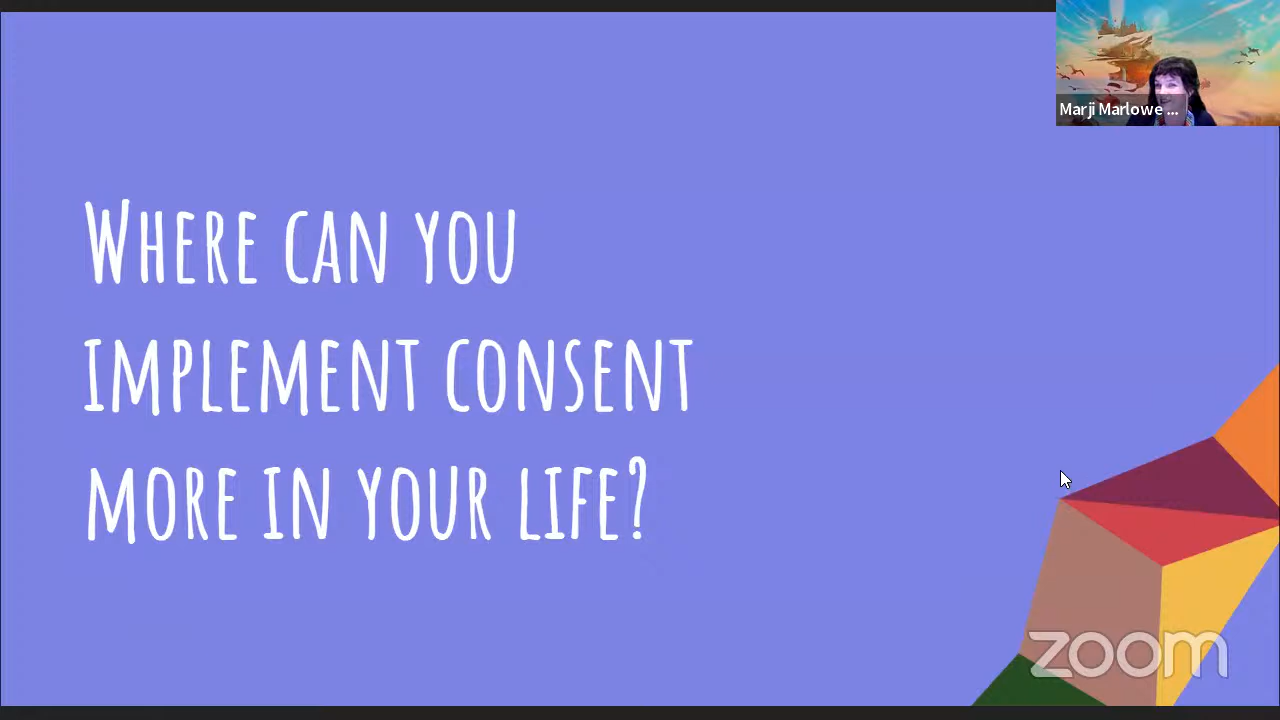 Marji Marlowe ...
Where can you
implement consent
more in your life?
zoom